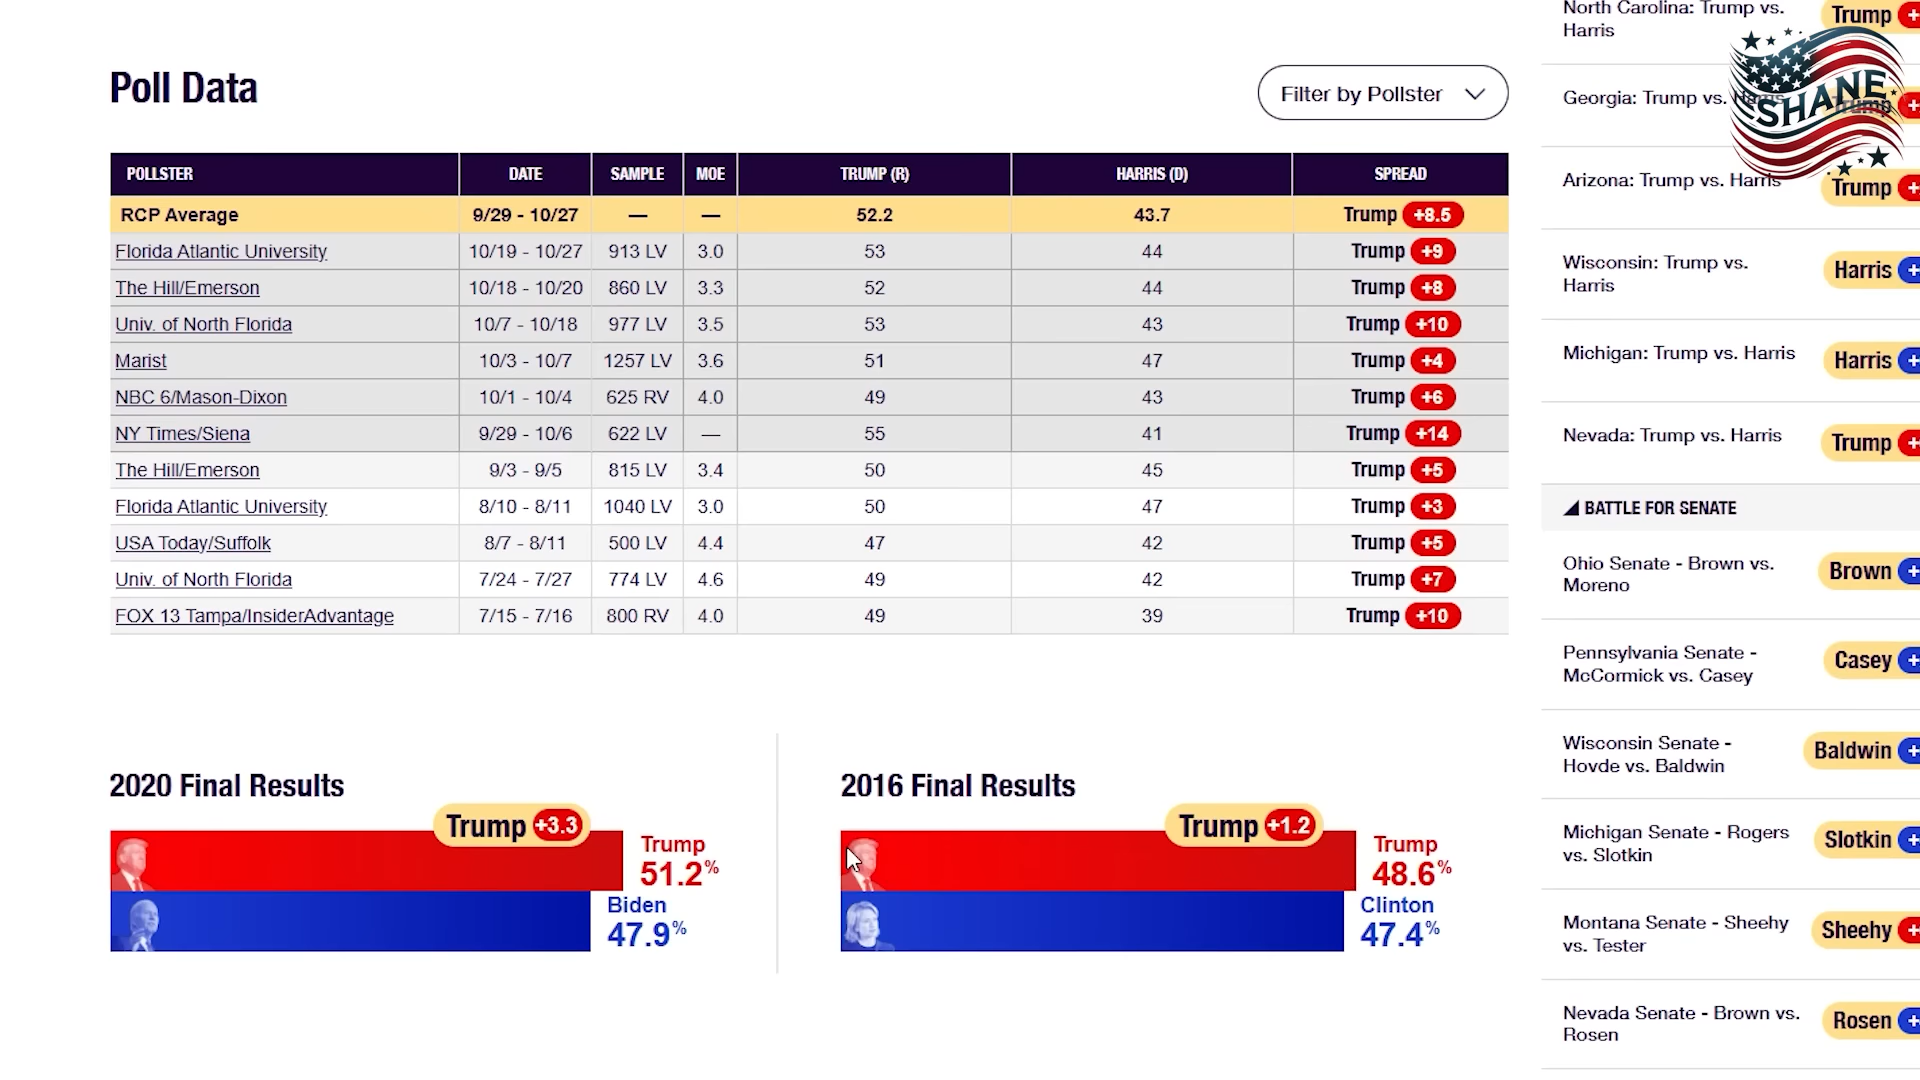 Poll Data
Filter by Pollster
POLLSTER DATE SAMPLE MOE TRUMP (R) HARRIS (D) SPREAD
RCP Average 9/29 - 10/27 — — 52.2 43.7 Trump +8.5
Florida Atlantic University 10/19 - 10/27 913 LV 3.0 53 44 Trump +9
The Hill/Emerson 10/18 - 10/20 860 LV 3.3 52 44 Trump +8
Univ. of North Florida 10/7 - 10/18 977 LV 3.5 53 43 Trump +10
Marist 10/3 - 10/7 1257 LV 3.6 51 47 Trump +4
NBC 6/Mason-Dixon 10/1 - 10/4 625 RV 4.0 49 43 Trump +6
NY Times/Siena 9/29 - 10/6 622 LV — 55 41 Trump +14
The Hill/Emerson 9/3 - 9/5 815 LV 3.4 50 45 Trump +5
Florida Atlantic University 8/10 - 8/11 1040 LV 3.0 50 47 Trump +3
USA Today/Suffolk 8/7 - 8/11 500 LV 4.4 47 42 Trump +5
Univ. of North Florida 7/24 - 7/27 774 LV 4.6 49 42 Trump +7
FOX 13 Tampa/InsiderAdvantage 7/15 - 7/16 800 RV 4.0 49 39 Trump +10
2020 Final Results
Trump +3.3
Trump
51.2%
Biden
47.9%
2016 Final Results
Trump +1.2
Trump
48.6%
Clinton
47.4%
North Carolina: Trump vs.
Harris
Trump +
SHANE
Georgia: Trump vs. Harris
Trump +
Arizona: Trump vs. Harris
Trump +
Wisconsin: Trump vs.
Harris
Harris +
Michigan: Trump vs. Harris
Harris +
Nevada: Trump vs. Harris
Trump +
BATTLE FOR SENATE
Ohio Senate - Brown vs.
Moreno
Brown +
Pennsylvania Senate -
McCormick vs. Casey
Casey +
Wisconsin Senate -
Hovde vs. Baldwin
Baldwin +
Michigan Senate - Rogers
vs. Slotkin
Slotkin +
Montana Senate - Sheehy
vs. Tester
Sheehy +
Nevada Senate - Brown vs.
Rosen
Rosen +